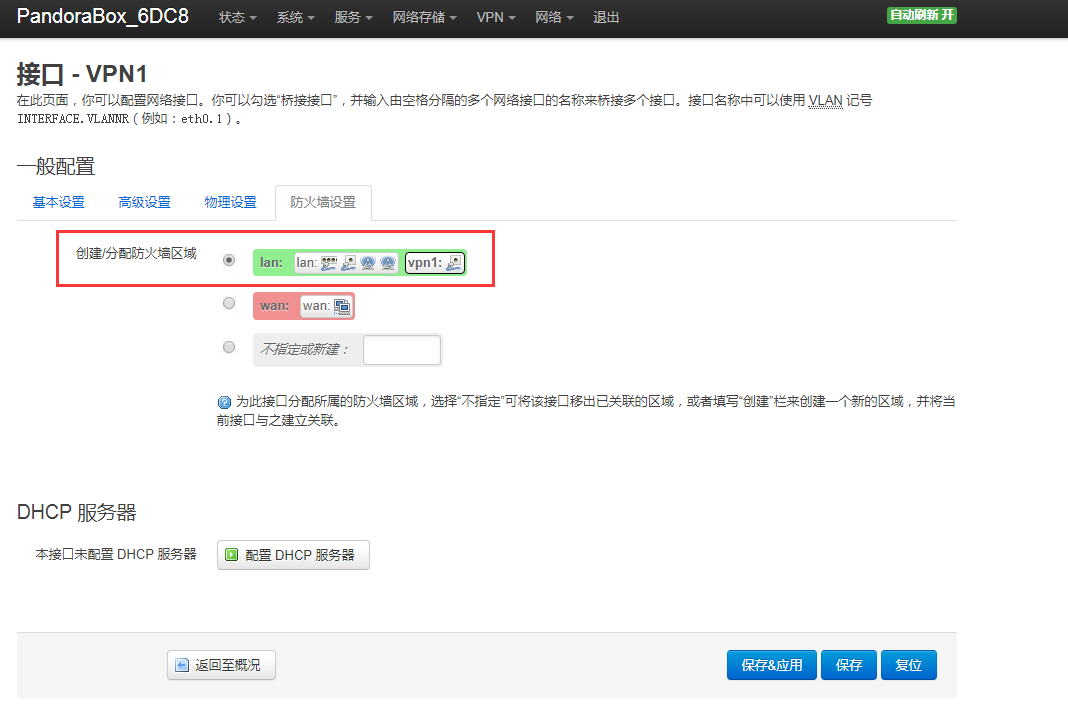 PandoraBox_6DC8 状态 系统 服务 网络存储 VPN 网络 退出 自动刷新 开
接口 - VPN1
在此页面，你可以配置网络接口。你可以勾选“桥接接口”，并输入由空格分隔的多个网络接口的名称来桥接多个接口。接口名称中可以使用 VLAN 记号
INTERFACE.VLANNR（例如：eth0.1）。
一般配置
基本设置 高级设置 物理设置 防火墙设置
创建/分配防火墙区域 lan: lan: vpn1:
wan: wan:
不指定或新建：
为此接口分配所属的防火墙区域，选择“不指定”可将该接口移出已关联的区域，或者填写“创建”栏来创建一个新的区域，并将当
前接口与之建立关联。
DHCP 服务器
本接口未配置 DHCP 服务器 配置 DHCP 服务器
返回至概况 保存&应用 保存 复位